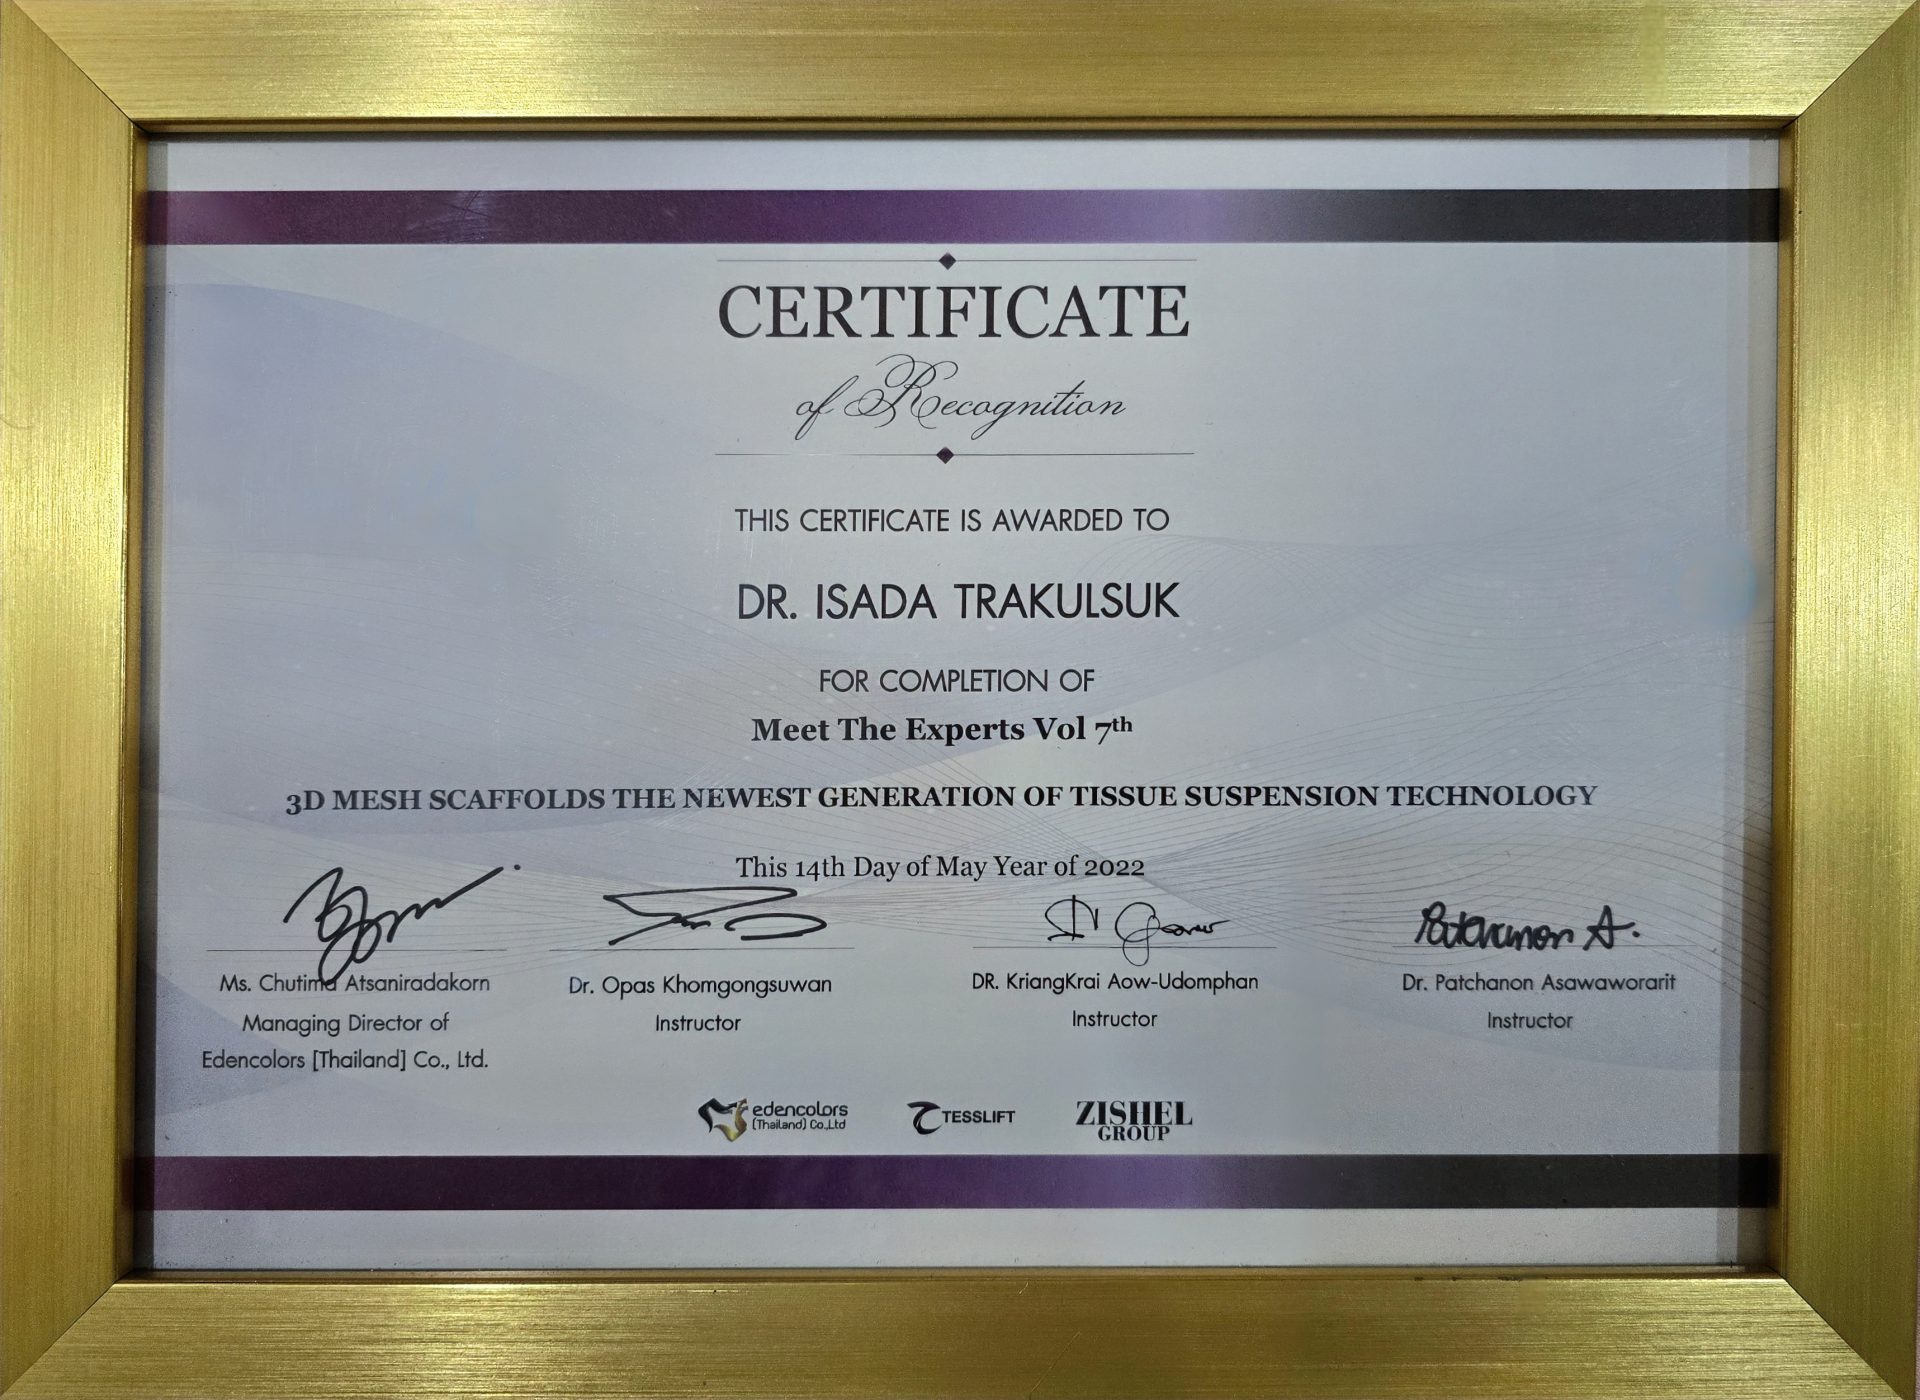 CERTIFICATE
of Recognition
THIS CERTIFICATE IS AWARDED TO
DR. ISADA TRAKULSUK
FOR COMPLETION OF
Meet The Experts Vol 7th
3D MESH SCAFFOLDS THE NEWEST GENERATION OF TISSUE SUSPENSION TECHNOLOGY
This 14th Day of May Year of 2022
Patchanon A.
Ms. Chutima Atsaniradakorn
Managing Director of
Edencolors [Thailand] Co., Ltd.
Dr. Opas Khomgongsuwan
Instructor
DR. KriangKrai Aow-Udomphan
Instructor
Dr. Patchanon Asawaworarit
Instructor
edencolors
(Thailand) Co.,Ltd
TESSLIFT
ZISHEL
GROUP